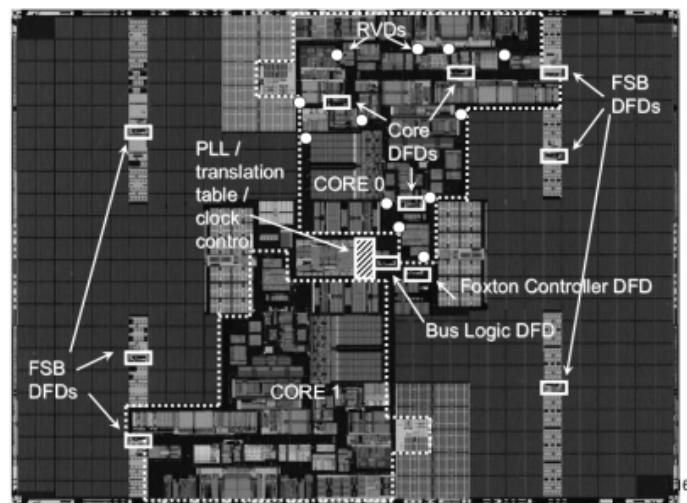 RVDs
FSB
DFDs
Core
DFDs
PLL /
translation
table /
clock
control
CORE 0
Foxton Controller DFD
Bus Logic DFD
FSB
DFDs
CORE 1